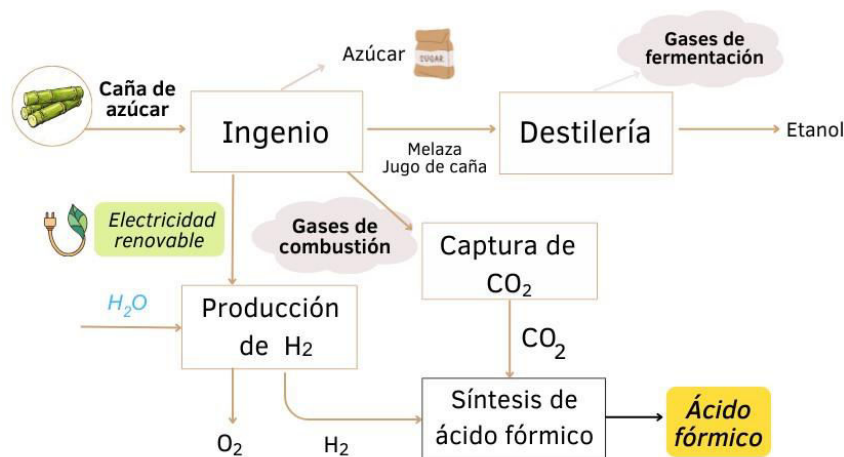 Azúcar
SUGAR
Gases de
fermentación
Caña de
azúcar
Ingenio
Destilería
Etanol
Melaza
Jugo de caña
Electricidad
renovable
Gases de
combustión
Captura de
CO₂
H₂O
Producción
de H₂
CO₂
Síntesis de
ácido fórmico
Ácido
fórmico
O₂
H₂